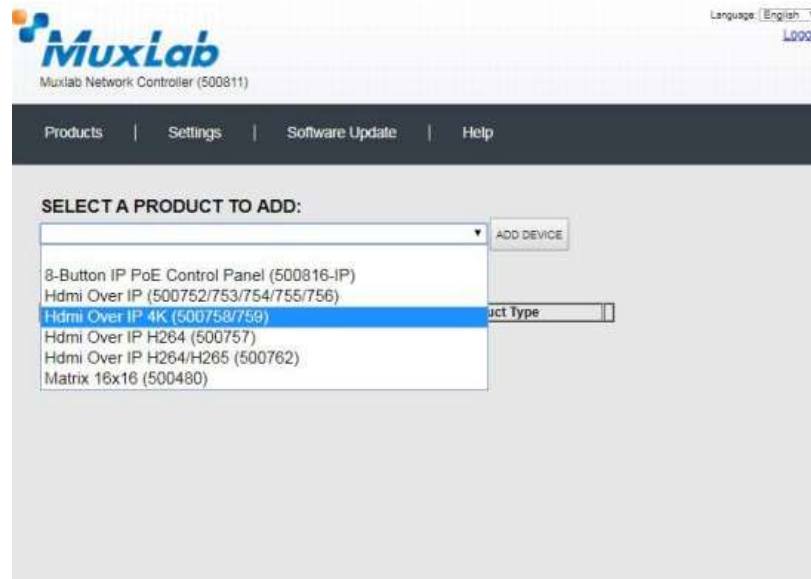 Language: English
Logo
MuxLab
Muxlab Network Controller (500811)
Products | Settings | Software Update | Help
SELECT A PRODUCT TO ADD:
ADD DEVICE
8-Button IP PoE Control Panel (500816-IP)
Hdmi Over IP (500752/753/754/755/756)
Hdmi Over IP 4K (500758/759)
uct Type
Hdmi Over IP H264 (500757)
Hdmi Over IP H264/H265 (500762)
Matrix 16x16 (500480)